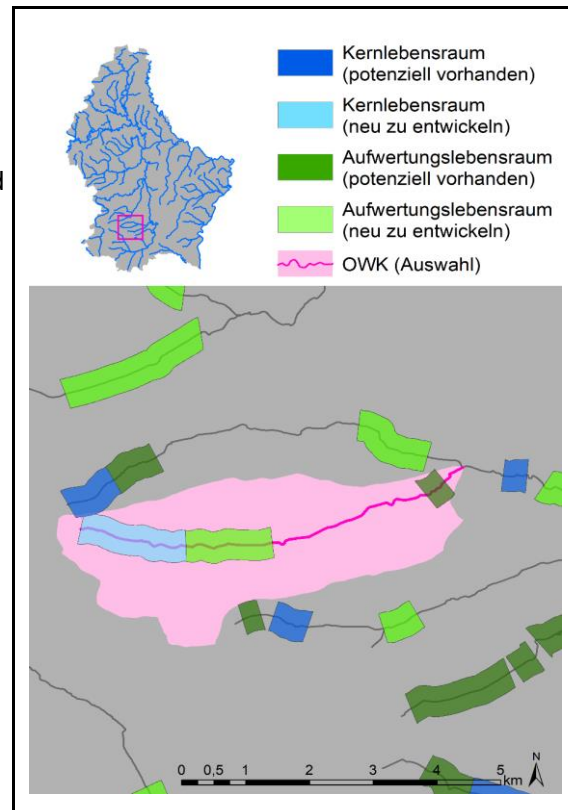 Kernlebensraum
(potenziell vorhanden)
Kernlebensraum
(neu zu entwickeln)
Aufwertungslebensraum
(potenziell vorhanden)
Aufwertungslebensraum
(neu zu entwickeln)
OWK (Auswahl)
N
0 0,5 1 2 3 4 5
km